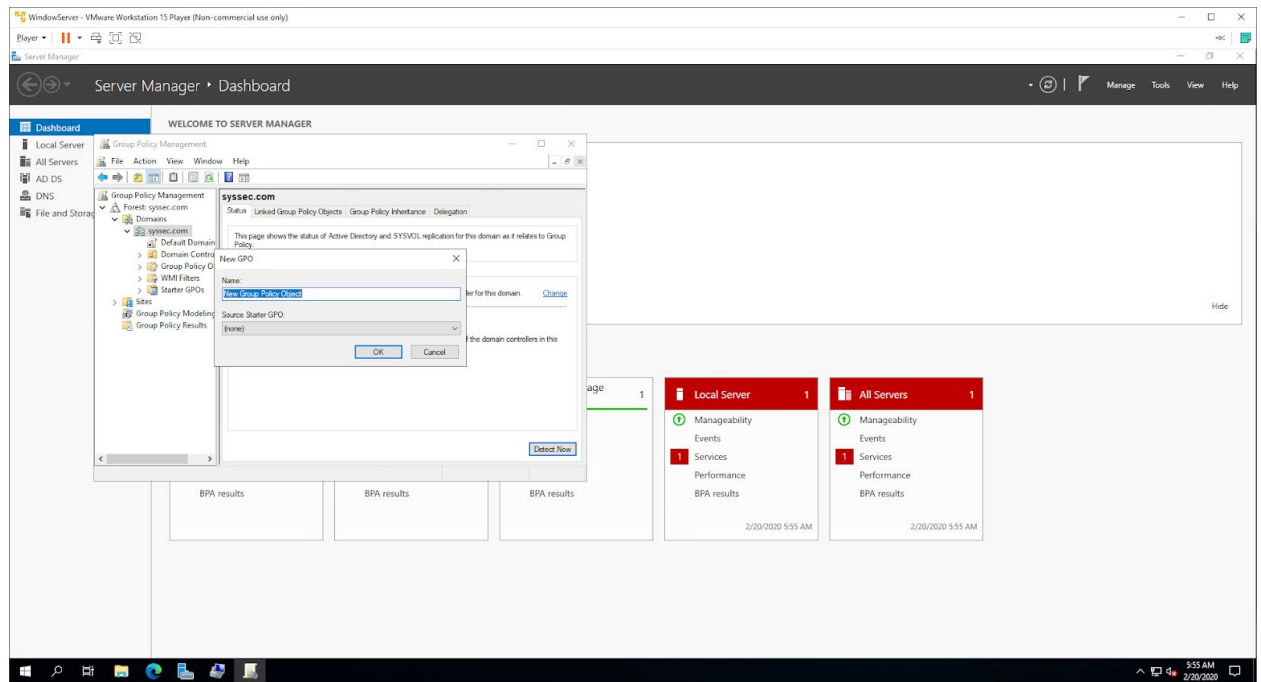 WindowServer - VMware Workstation 15 Player (Non-commercial use only)
Player
Server Manager
Server Manager Dashboard
Manage Tools View Help
Dashboard
Local Server
All Servers
AD DS
DNS
File and Storag
WELCOME TO SERVER MANAGER
Group Policy Management
File Action View Window Help
Group Policy Management
Forest: syssec.com
Domains
syssec.com
Default Domain
Domain Contro
Group Policy O
WMI Filters
Starter GPOs
Sites
Group Policy Modeling
Group Policy Results
syssec.com
Status Linked Group Policy Objects Group Policy Inheritance Delegation
This page shows the status of Active Directory and SYSVOL replication for this domain as it relates to Group
Policy.
for this domain. Change
f the domain controllers in this
Detect Now
New GPO
Name:
New Group Policy Object
Source Starter GPO:
(none)
OK Cancel
Hide
age 1
BPA results
BPA results
BPA results
Local Server 1
Manageability
Events
1 Services
Performance
BPA results
2/20/2020 5:55 AM
All Servers 1
Manageability
Events
1 Services
Performance
BPA results
2/20/2020 5:55 AM
5:55 AM
2/20/2020